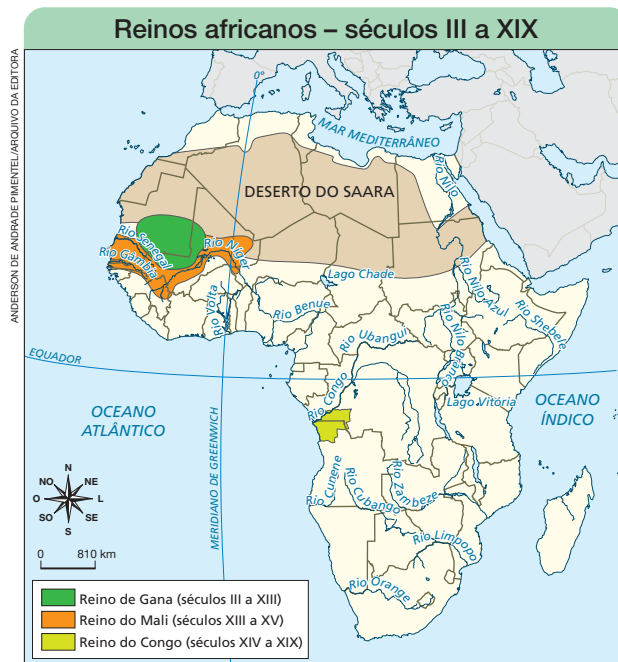 Reinos africanos – séculos III a XIX
ANDERSON DE ANDRADE PIMENTEL/ARQUIVO DA EDITORA
0°
MAR MEDITERRÂNEO
Rio Nilo
DESERTO DO SAARA
Rio Senegal
Rio Gâmbia
Rio Níger
Lago Chade
Rio Volta
Rio Benue
Rio Nilo Azul
Rio Shebele
Rio Ubangui
Rio Nilo Branco
EQUADOR
Rio Congo
Lago Vitória
OCEANO
ATLÂNTICO
OCEANO
ÍNDICO
MERIDIANO DE GREENWICH
Rio Cunene
Rio Cubango
Rio Zambeze
Rio Limpopo
Rio Orange
N
NO NE
O L
SO SE
S
0 810 km
Reino de Gana (séculos III a XIII)
Reino do Mali (séculos XIII a XV)
Reino do Congo (séculos XIV a XIX)